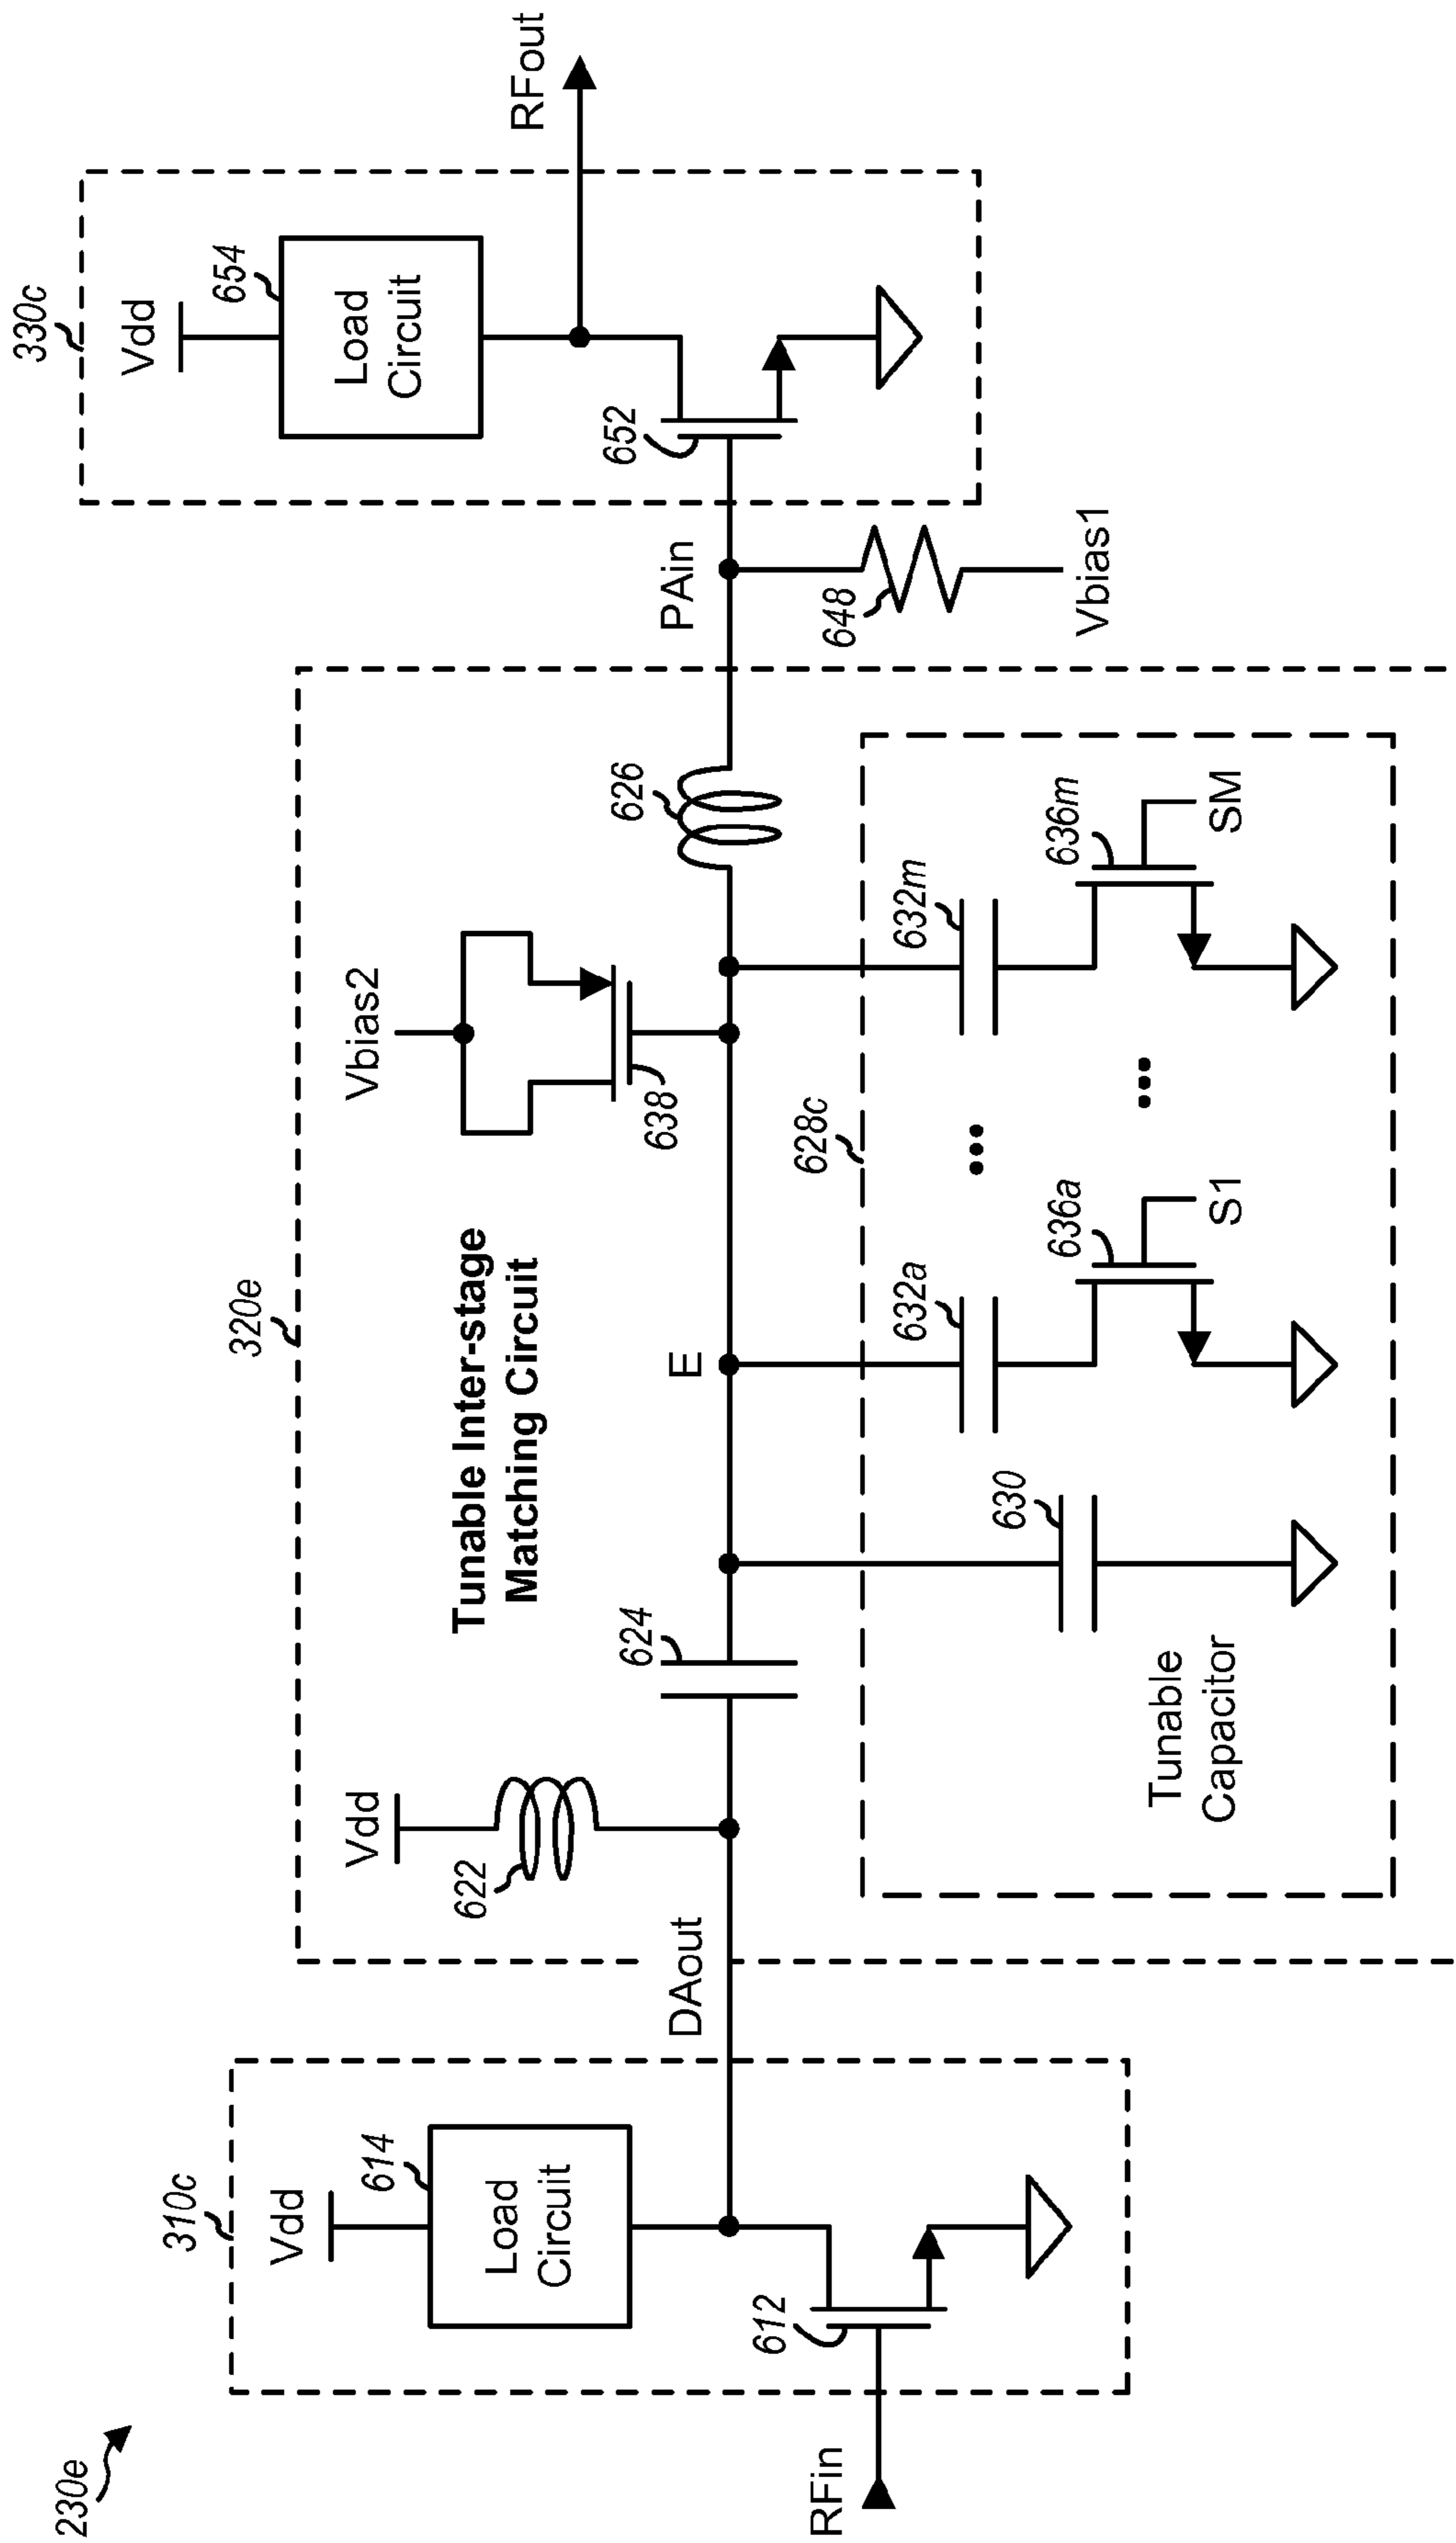 230e
310c
Vdd
614
Load
Circuit
612
RFin
DAout
320e
Vdd
622
624
Tunable Inter-stage
Matching Circuit
E
Vbias2
638
626
628c
630
632a
636a
S1
...
...
632m
636m
SM
Tunable
Capacitor
PAin
648
Vbias1
330c
Vdd
654
Load
Circuit
652
RFout